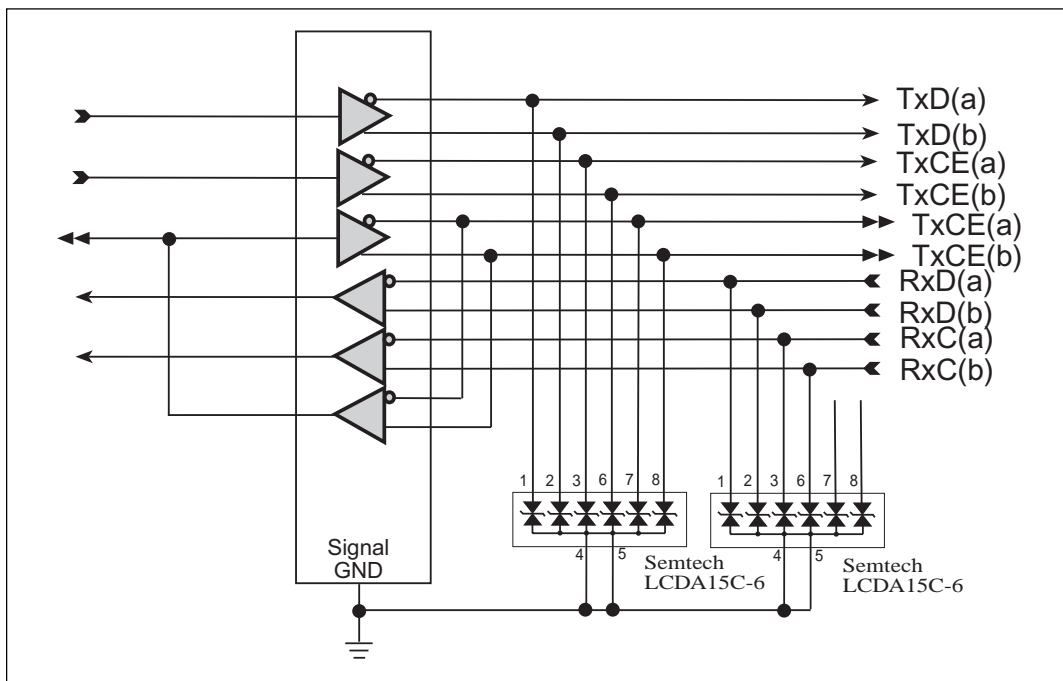 TxD(a)
TxD(b)
TxCE(a)
TxCE(b)
TxCE(a)
TxCE(b)
RxD(a)
RxD(b)
RxC(a)
RxC(b)
1 2 3 6 7 8
1 2 3 6 7 8
4 5
4 5
Semtech
LCDA15C-6
Semtech
LCDA15C-6
Signal
GND